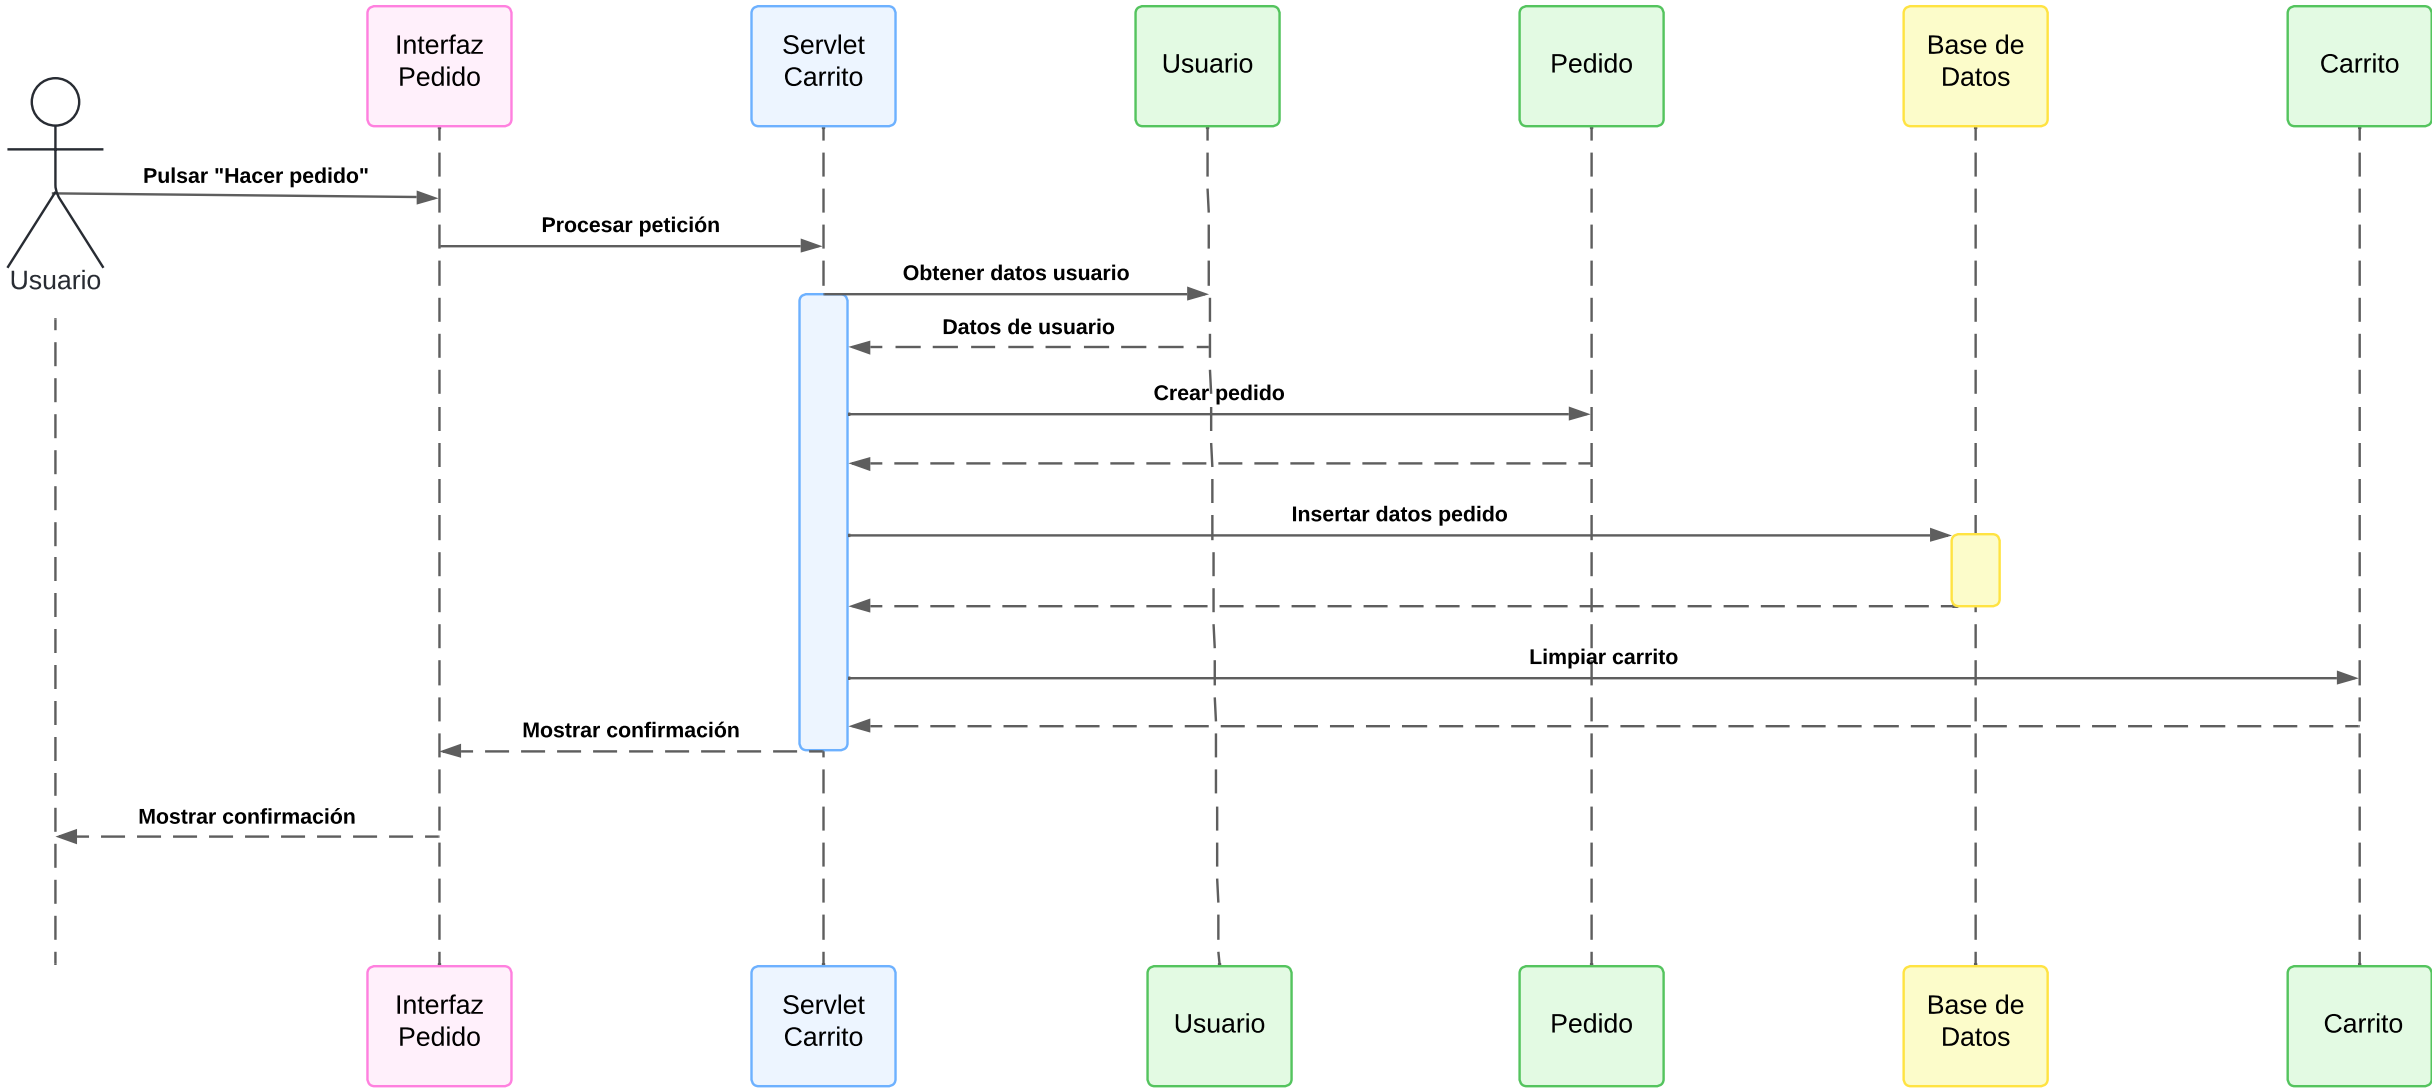 Interfaz
Pedido
Servlet
Carrito
Usuario
Pedido
Base de
Datos
Carrito
Usuario
Pulsar "Hacer pedido"
Procesar petición
Obtener datos usuario
Datos de usuario
Crear pedido
Insertar datos pedido
Limpiar carrito
Mostrar confirmación
Mostrar confirmación
Interfaz
Pedido
Servlet
Carrito
Usuario
Pedido
Base de
Datos
Carrito